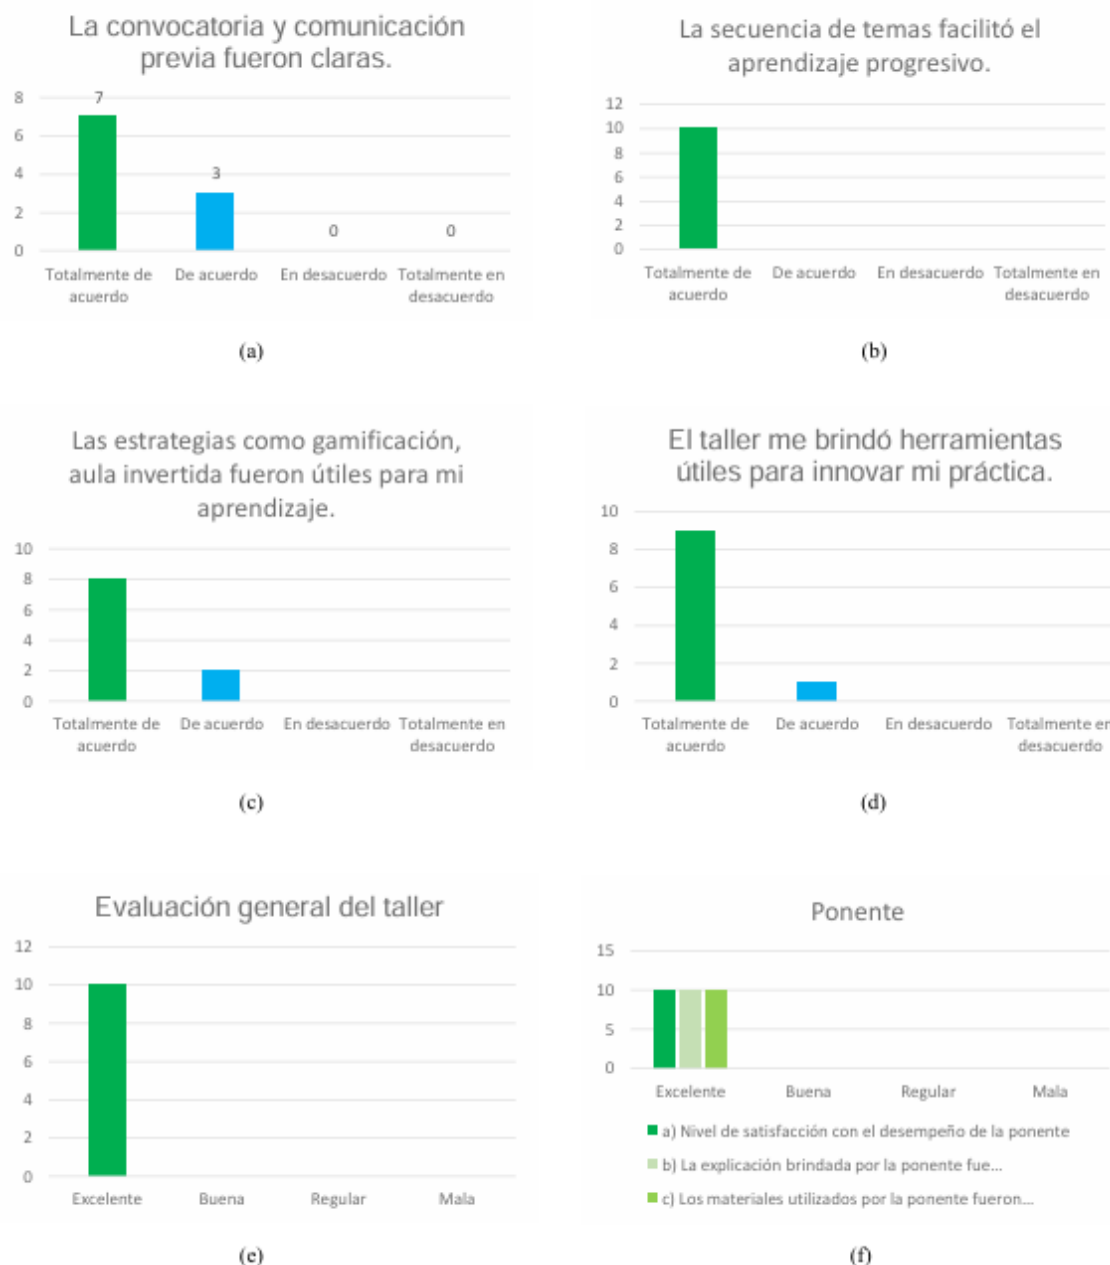 La convocatoria y comunicación
previa fueron claras.
8
6
4
2
0
7
3
0
0
Totalmente de
acuerdo
De acuerdo
En desacuerdo
Totalmente en
desacuerdo
(a)
La secuencia de temas facilitó el
aprendizaje progresivo.
12
10
8
6
4
2
0
Totalmente de
acuerdo
De acuerdo
En desacuerdo
Totalmente en
desacuerdo
(b)
Las estrategias como gamificación,
aula invertida fueron útiles para mi
aprendizaje.
10
8
6
4
2
0
Totalmente de
acuerdo
De acuerdo
En desacuerdo
Totalmente en
desacuerdo
(c)
El taller me brindó herramientas
útiles para innovar mi práctica.
10
8
6
4
2
0
Totalmente de
acuerdo
De acuerdo
En desacuerdo
Totalmente en
desacuerdo
(d)
Evaluación general del taller
12
10
8
6
4
2
0
Excelente
Buena
Regular
Mala
(e)
Ponente
15
10
5
0
Excelente
Buena
Regular
Mala
a) Nivel de satisfacción con el desempeño de la ponente
b) La explicación brindada por la ponente fue...
c) Los materiales utilizados por la ponente fueron...
(f)